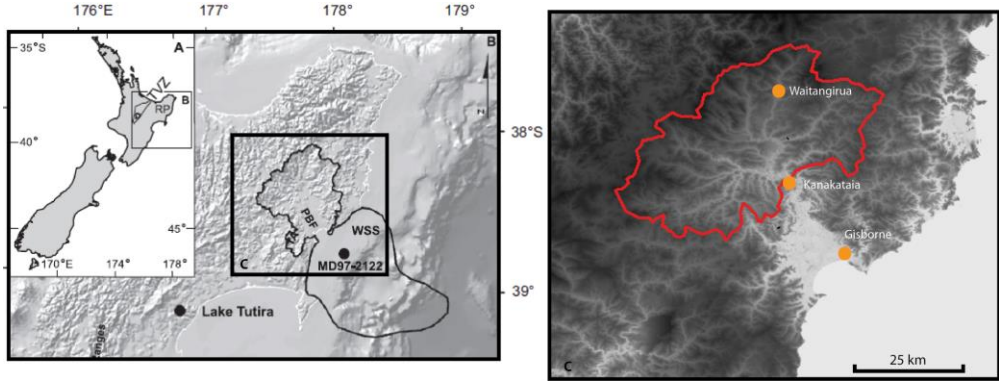 176°E 177° 178° 179°
35°S
A
B
TVZ
RP
B
40°
45°
170° 174° 178°
anges
Lake Tutira
PBF
WSS
MD97-2122
C
38°S
39°
Waitangirua
Kanakataia
Gisborne
C
25 km